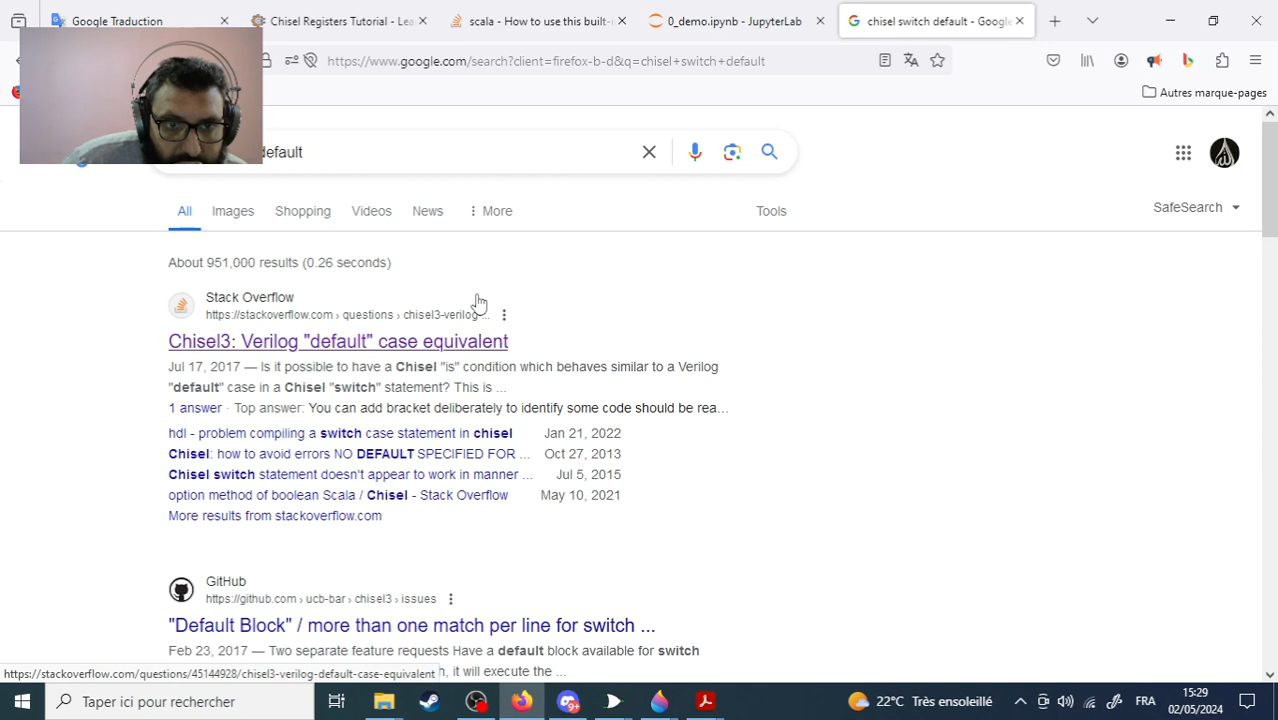 Google Traduction
Chisel Registers Tutorial - Lea
scala - How to use this built-
0_demo.ipynb - JupyterLab
chisel switch default - Google
https://www.google.com/search?client=firefox-b-d&q=chisel+switch+default
Autres marque-pages
default
All
Images
Shopping
Videos
News
More
Tools
SafeSearch
About 951,000 results (0.26 seconds)
Stack Overflow
https://stackoverflow.com › questions › chisel3-verilog-...
Chisel3: Verilog "default" case equivalent
Jul 17, 2017 — Is it possible to have a Chisel "is" condition which behaves similar to a Verilog
"default" case in a Chisel "switch" statement? This is ...
1 answer · Top answer: You can add bracket deliberately to identify some code should be rea...
hdl - problem compiling a switch case statement in chisel Jan 21, 2022
Chisel: how to avoid errors NO DEFAULT SPECIFIED FOR ... Oct 27, 2013
Chisel switch statement doesn't appear to work in manner ... Jul 5, 2015
option method of boolean Scala / Chisel - Stack Overflow May 10, 2021
More results from stackoverflow.com
GitHub
https://github.com › ucb-bar › chisel3 › issues
"Default Block" / more than one match per line for switch ...
Feb 23, 2017 — Two separate feature requests Have a default block available for switch
, it will execute the ...
https://stackoverflow.com/questions/45144928/chisel3-verilog-default-case-equivalent
Taper ici pour rechercher
22°C Très ensoleillé
FRA
15:29
02/05/2024